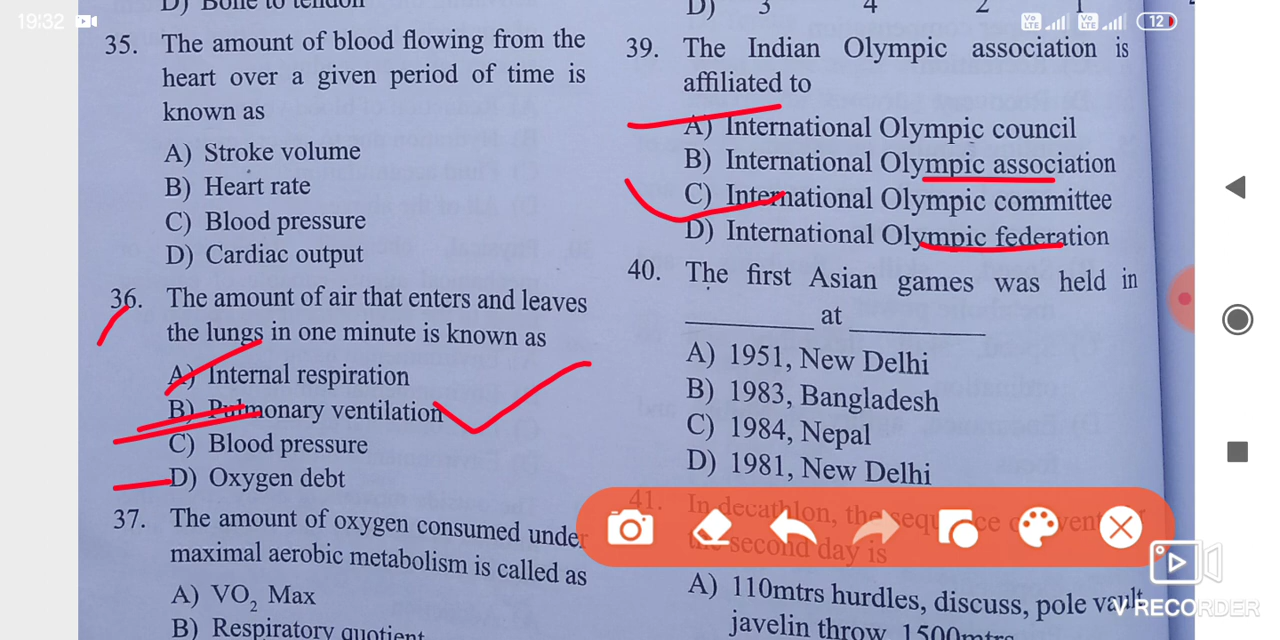 19:32
12
D) Bone to tendon
35. The amount of blood flowing from the
heart over a given period of time is
known as
A) Stroke volume
B) Heart rate
C) Blood pressure
D) Cardiac output
36. The amount of air that enters and leaves
the lungs in one minute is known as
A) Internal respiration
B) Pulmonary ventilation
C) Blood pressure
D) Oxygen debt
37. The amount of oxygen consumed under
maximal aerobic metabolism is called as
A) VO2 Max
B) Respiratory quotient
D) 3 4 2 1
39. The Indian Olympic association is
affiliated to
A) International Olympic council
B) International Olympic association
C) International Olympic committee
D) International Olympic federation
40. The first Asian games was held in
at
A) 1951, New Delhi
B) 1983, Bangladesh
C) 1984, Nepal
D) 1981, New Delhi
41. In decathlon, the sequence of
the second day is
A) 110mtrs hurdles, discuss, pole vault,
javelin throw, 1500mtrs
V RECORDER